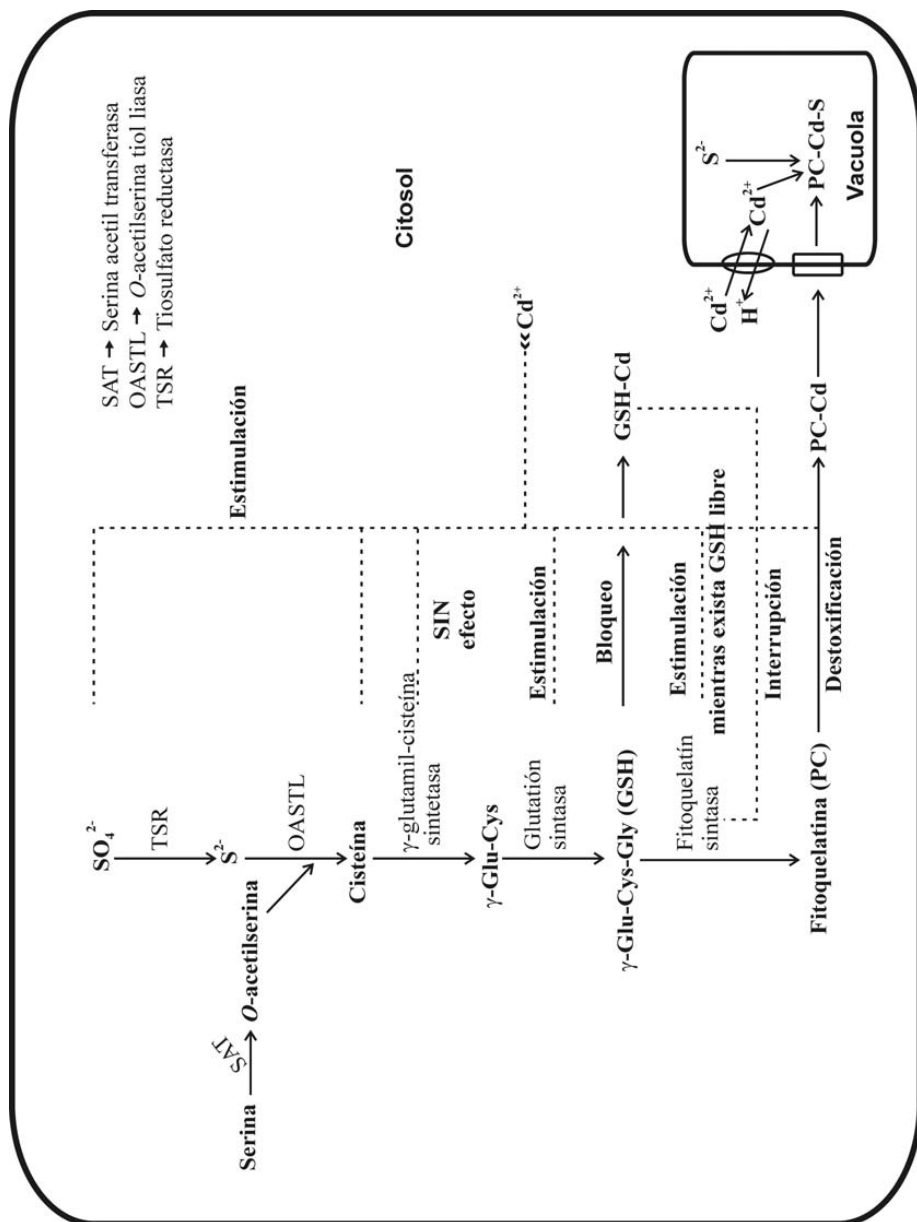 SAT → Serina acetil transferasa
OASTL → O-acetilserina tiol liasa
TSR → Tiosulfato reductasa
SO₄²⁻
TSR
Estimulación
Serina
SAT
O-acetilserina
S²⁻
OASTL
Citosol
Cisteína
γ-glutamil-cisteína
sintetasa
SIN
efecto
γ-Glu-Cys
Glutatión
sintasa
Estimulación
«Cd²⁺
γ-Glu-Cys-Gly (GSH)
Bloqueo
GSH-Cd
Fitoquelatín
sintasa
Estimulación
mientras exista GSH libre
Interrupción
Fitoquelatina (PC)
Destoxificación
PC-Cd
Cd²⁺
H⁺
Cd²⁺
S²⁻
PC-Cd-S
Vacuola